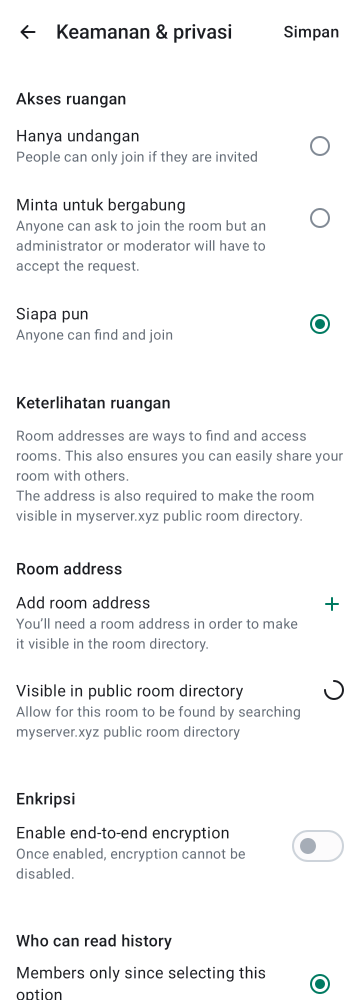 Keamanan & privasi
Simpan
Akses ruangan
Hanya undangan
People can only join if they are invited
Minta untuk bergabung
Anyone can ask to join the room but an
administrator or moderator will have to
accept the request.
Siapa pun
Anyone can find and join
Keterlihatan ruangan
Room addresses are ways to find and access
rooms. This also ensures you can easily share your
room with others.
The address is also required to make the room
visible in myserver.xyz public room directory.
Room address
Add room address
You’ll need a room address in order to make
it visible in the room directory.
Visible in public room directory
Allow for this room to be found by searching
myserver.xyz public room directory
Enkripsi
Enable end-to-end encryption
Once enabled, encryption cannot be
disabled.
Who can read history
Members only since selecting this
option